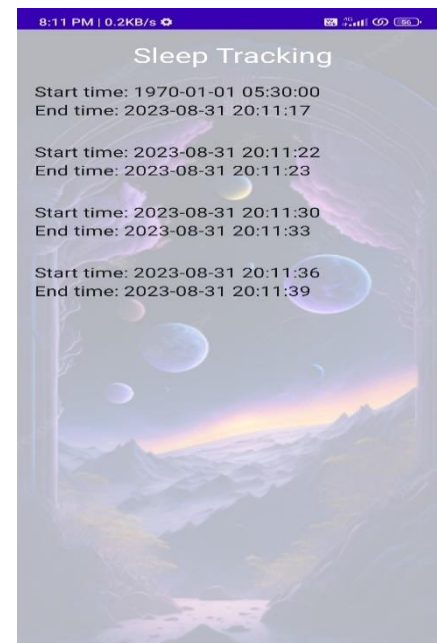 8:11 PM | 0.2KB/s
4G 56
Sleep Tracking
Start time: 1970-01-01 05:30:00
End time: 2023-08-31 20:11:17
Start time: 2023-08-31 20:11:22
End time: 2023-08-31 20:11:23
Start time: 2023-08-31 20:11:30
End time: 2023-08-31 20:11:33
Start time: 2023-08-31 20:11:36
End time: 2023-08-31 20:11:39